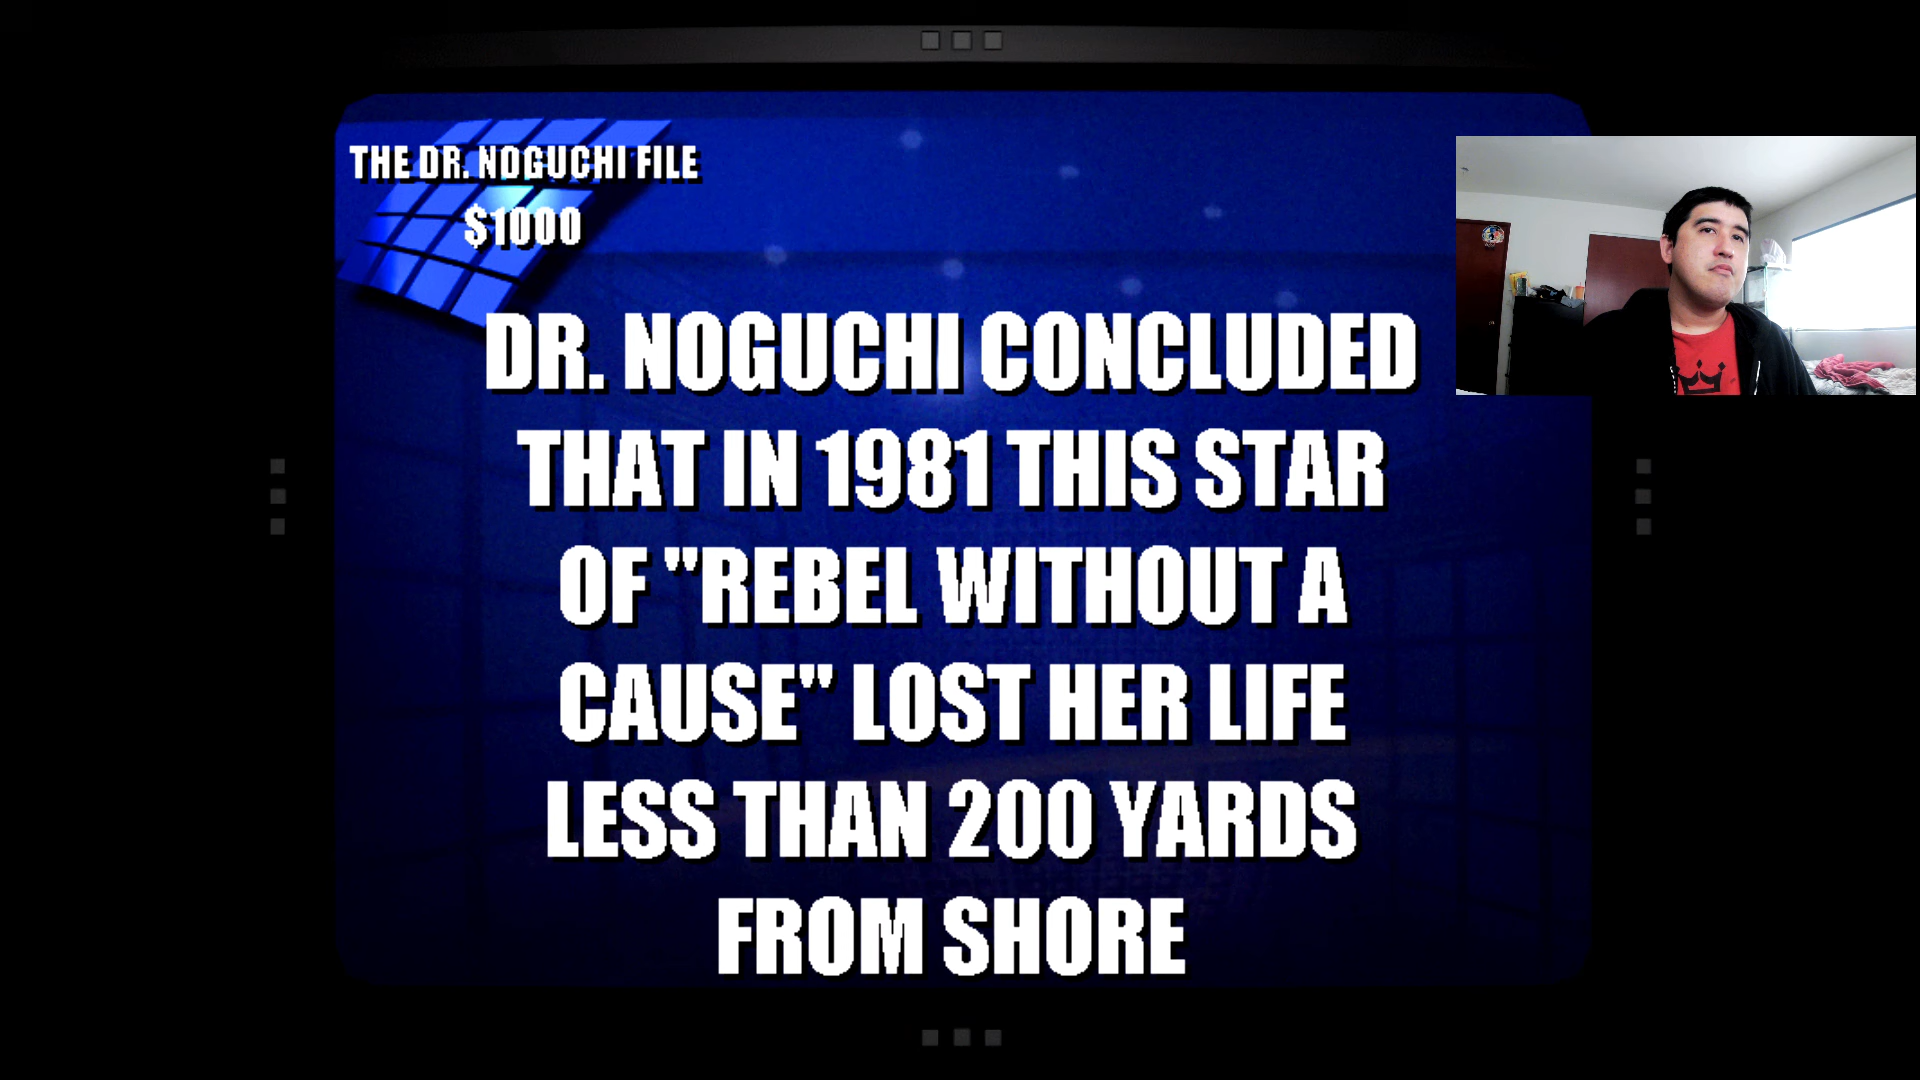 THE DR. NOGUCHI FILE
$1000
DR. NOGUCHI CONCLUDED
THAT IN 1981 THIS STAR
OF "REBEL WITHOUT A
CAUSE" LOST HER LIFE
LESS THAN 200 YARDS
FROM SHORE